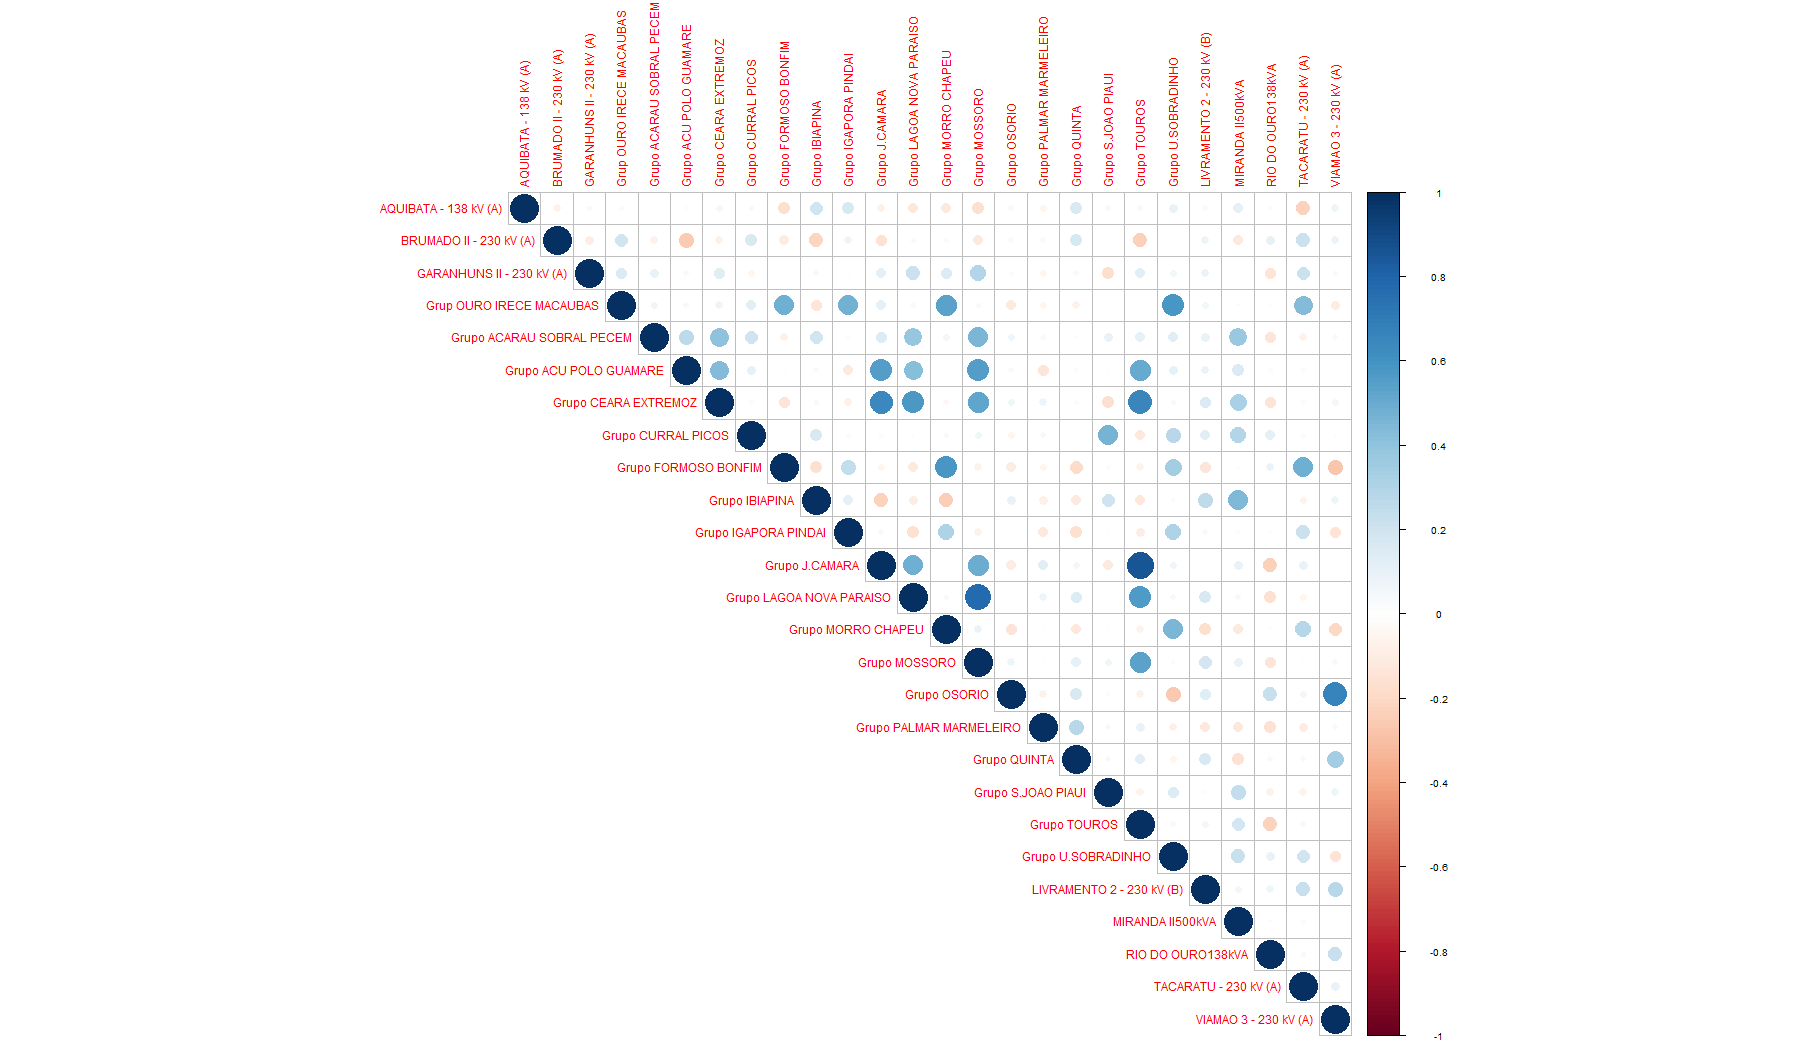 AQUIBATA - 138 kV (A)
BRUMADO II - 230 kV (A)
GARANHUNS II - 230 kV (A)
Grup OURO IRECE MACAUBAS
Grupo ACARAU SOBRAL PECEM
Grupo ACU POLO GUAMARE
Grupo CEARA EXTREMOZ
Grupo CURRAL PICOS
Grupo FORMOSO BONFIM
Grupo IBIAPINA
Grupo IGAPORA PINDAI
Grupo J.CAMARA
Grupo LAGOA NOVA PARAISO
Grupo MORRO CHAPEU
Grupo MOSSORO
Grupo OSORIO
Grupo PALMAR MARMELEIRO
Grupo QUINTA
Grupo S.JOAO PIAUI
Grupo TOUROS
Grupo U.SOBRADINHO
LIVRAMENTO 2 - 230 kV (B)
MIRANDA II500kVA
RIO DO OURO138kVA
TACARATU - 230 kV (A)
VIAMAO 3 - 230 kV (A)
AQUIBATA - 138 kV (A)
BRUMADO II - 230 kV (A)
GARANHUNS II - 230 kV (A)
Grup OURO IRECE MACAUBAS
Grupo ACARAU SOBRAL PECEM
Grupo ACU POLO GUAMARE
Grupo CEARA EXTREMOZ
Grupo CURRAL PICOS
Grupo FORMOSO BONFIM
Grupo IBIAPINA
Grupo IGAPORA PINDAI
Grupo J.CAMARA
Grupo LAGOA NOVA PARAISO
Grupo MORRO CHAPEU
Grupo MOSSORO
Grupo OSORIO
Grupo PALMAR MARMELEIRO
Grupo QUINTA
Grupo S.JOAO PIAUI
Grupo TOUROS
Grupo U.SOBRADINHO
LIVRAMENTO 2 - 230 kV (B)
MIRANDA II500kVA
RIO DO OURO138kVA
TACARATU - 230 kV (A)
VIAMAO 3 - 230 kV (A)
1
0.8
0.6
0.4
0.2
0
-0.2
-0.4
-0.6
-0.8
-1